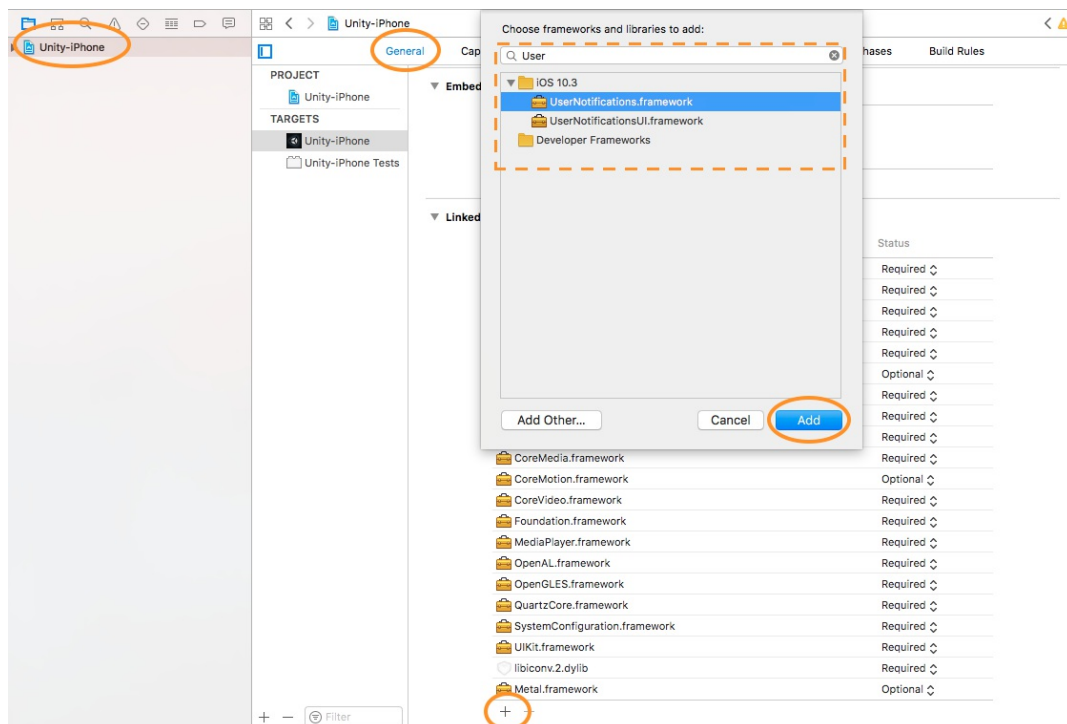 Unity-iPhone
Unity-iPhone
General
Cap
hases
Build Rules
PROJECT
Unity-iPhone
TARGETS
Unity-iPhone
Unity-iPhone Tests
Embed
Linked
Choose frameworks and libraries to add:
User
iOS 10.3
UserNotifications.framework
UserNotificationsUI.framework
Developer Frameworks
Add Other...
Cancel
Add
Status
Required
Required
Required
Required
Required
Optional
Required
Required
Required
CoreMedia.framework Required
CoreMotion.framework Optional
CoreVideo.framework Required
Foundation.framework Required
MediaPlayer.framework Required
OpenAL.framework Required
OpenGLES.framework Required
QuartzCore.framework Required
SystemConfiguration.framework Required
UIKit.framework Required
libiconv.2.dylib Required
Metal.framework Optional
+ −
Filter
+